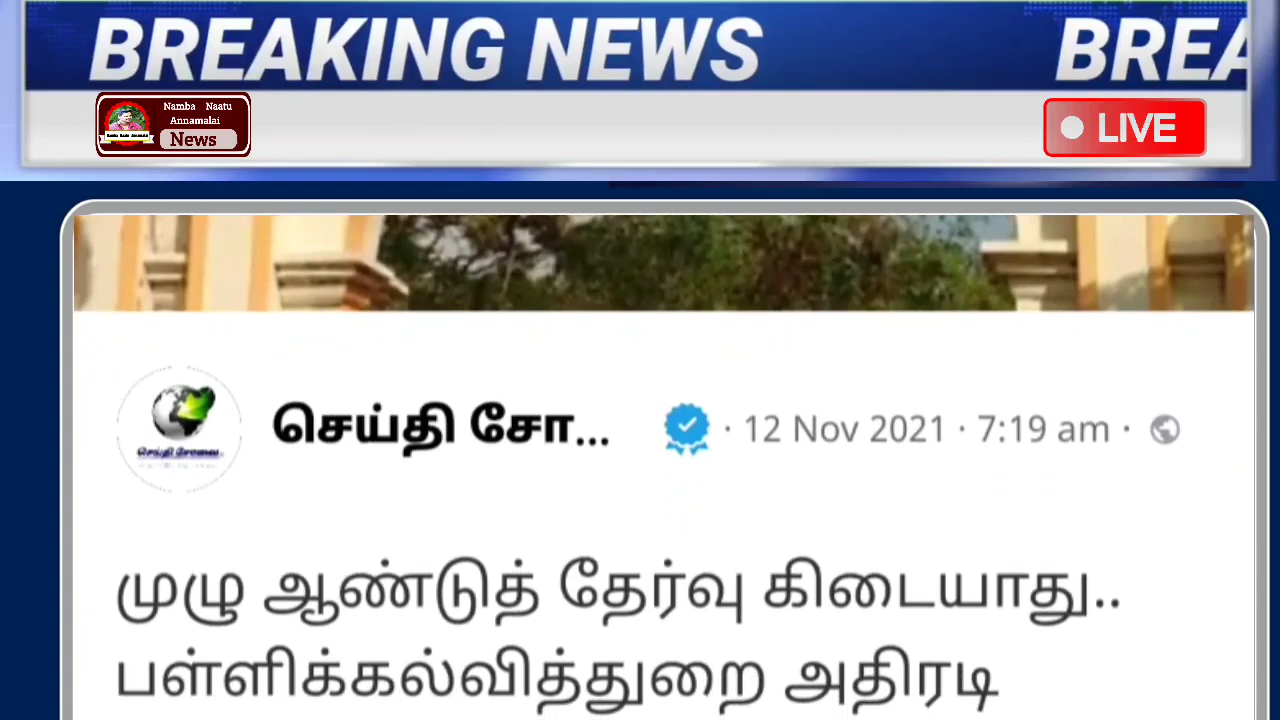 BREAKING NEWS BREA
Namba Naatu
Annamalai
News
LIVE
செய்தி சோலை
செய்தி சோ... · 12 Nov 2021 · 7:19 am ·
முழு ஆண்டுத் தேர்வு கிடையாது..
பள்ளிக்கல்வித்துறை அதிரடி